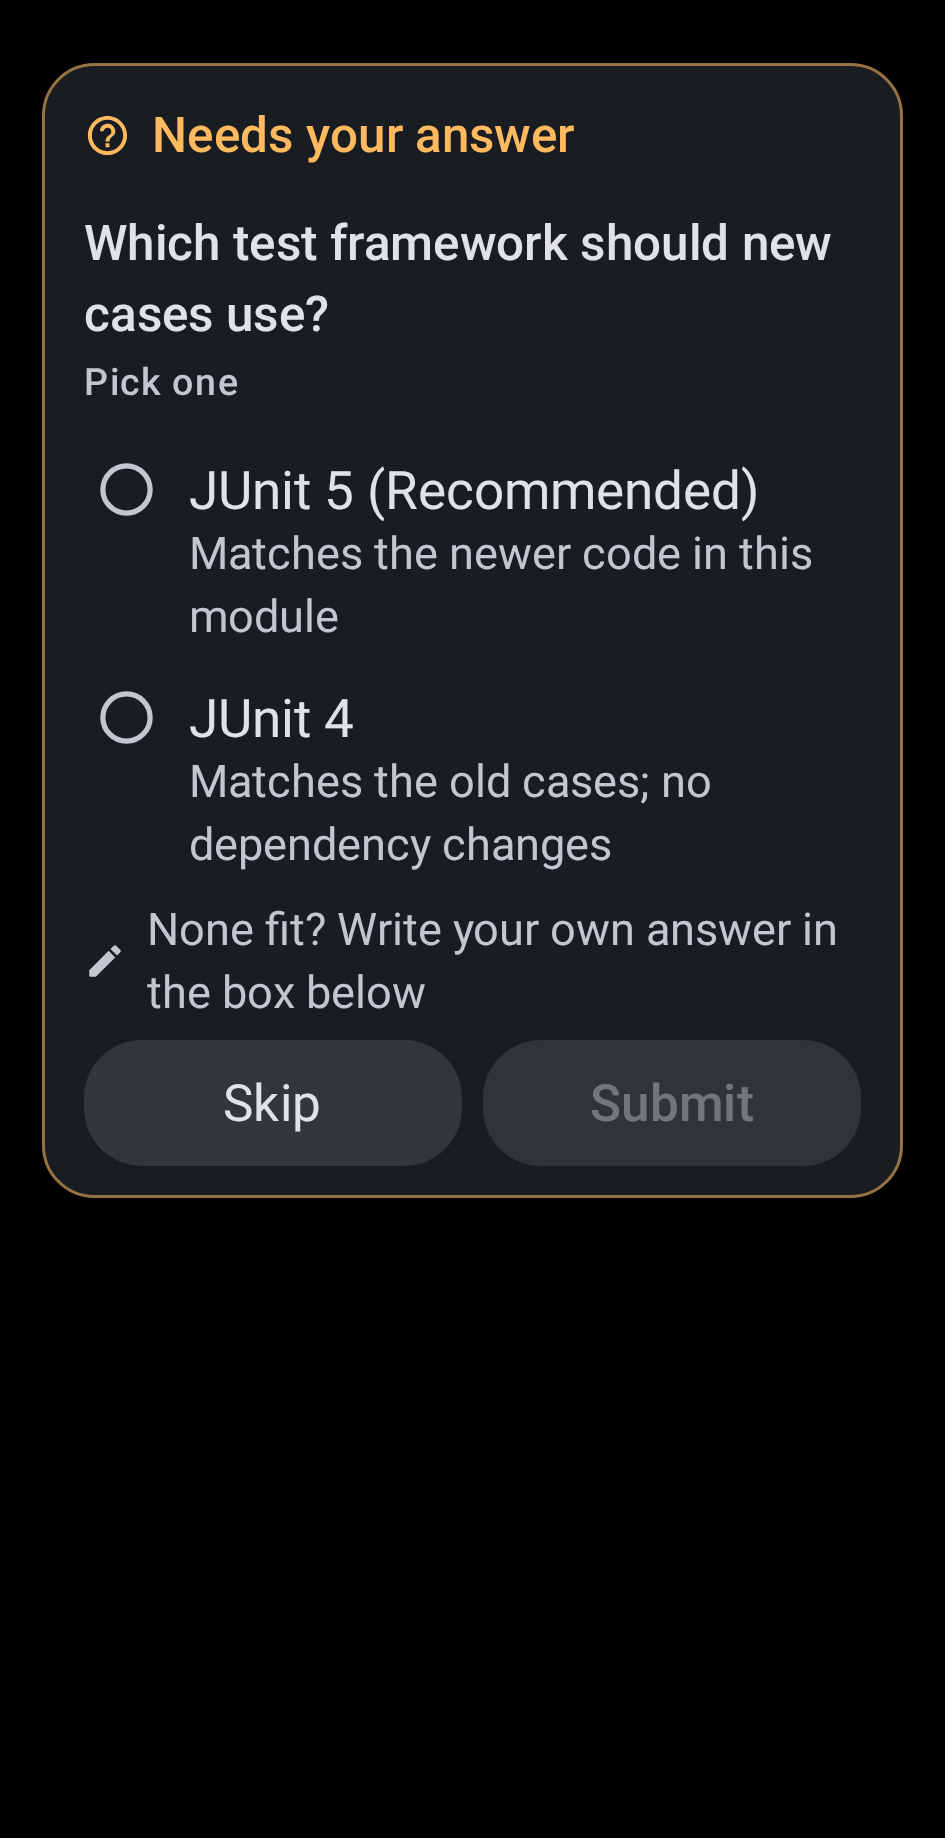 Needs your answer
Which test framework should new
cases use?
Pick one
JUnit 5 (Recommended)
Matches the newer code in this
module
JUnit 4
Matches the old cases; no
dependency changes
None fit? Write your own answer in
the box below
Skip
Submit